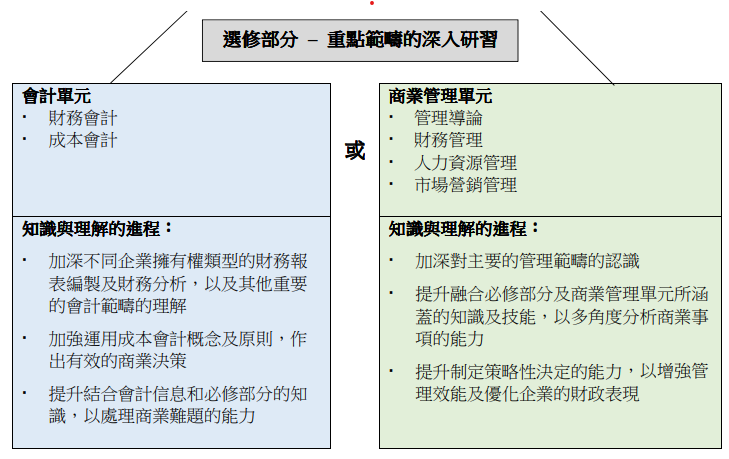 選修部分 – 重點範疇的深入研習
會計單元
▪ 財務會計
▪ 成本會計
知識與理解的進程：
▪ 加深不同企業擁有權類型的財務報
表編製及財務分析，以及其他重要
的會計範疇的理解
▪ 加強運用成本會計概念及原則，作
出有效的商業決策
▪ 提升結合會計信息和必修部分的知
識，以處理商業難題的能力
或
商業管理單元
▪ 管理導論
▪ 財務管理
▪ 人力資源管理
▪ 市場營銷管理
知識與理解的進程：
▪ 加深對主要的管理範疇的認識
▪ 提升融合必修部分及商業管理單元所涵
蓋的知識及技能，以多角度分析商業事
項的能力
▪ 提升制定策略性決定的能力，以增強管
理效能及優化企業的財政表現